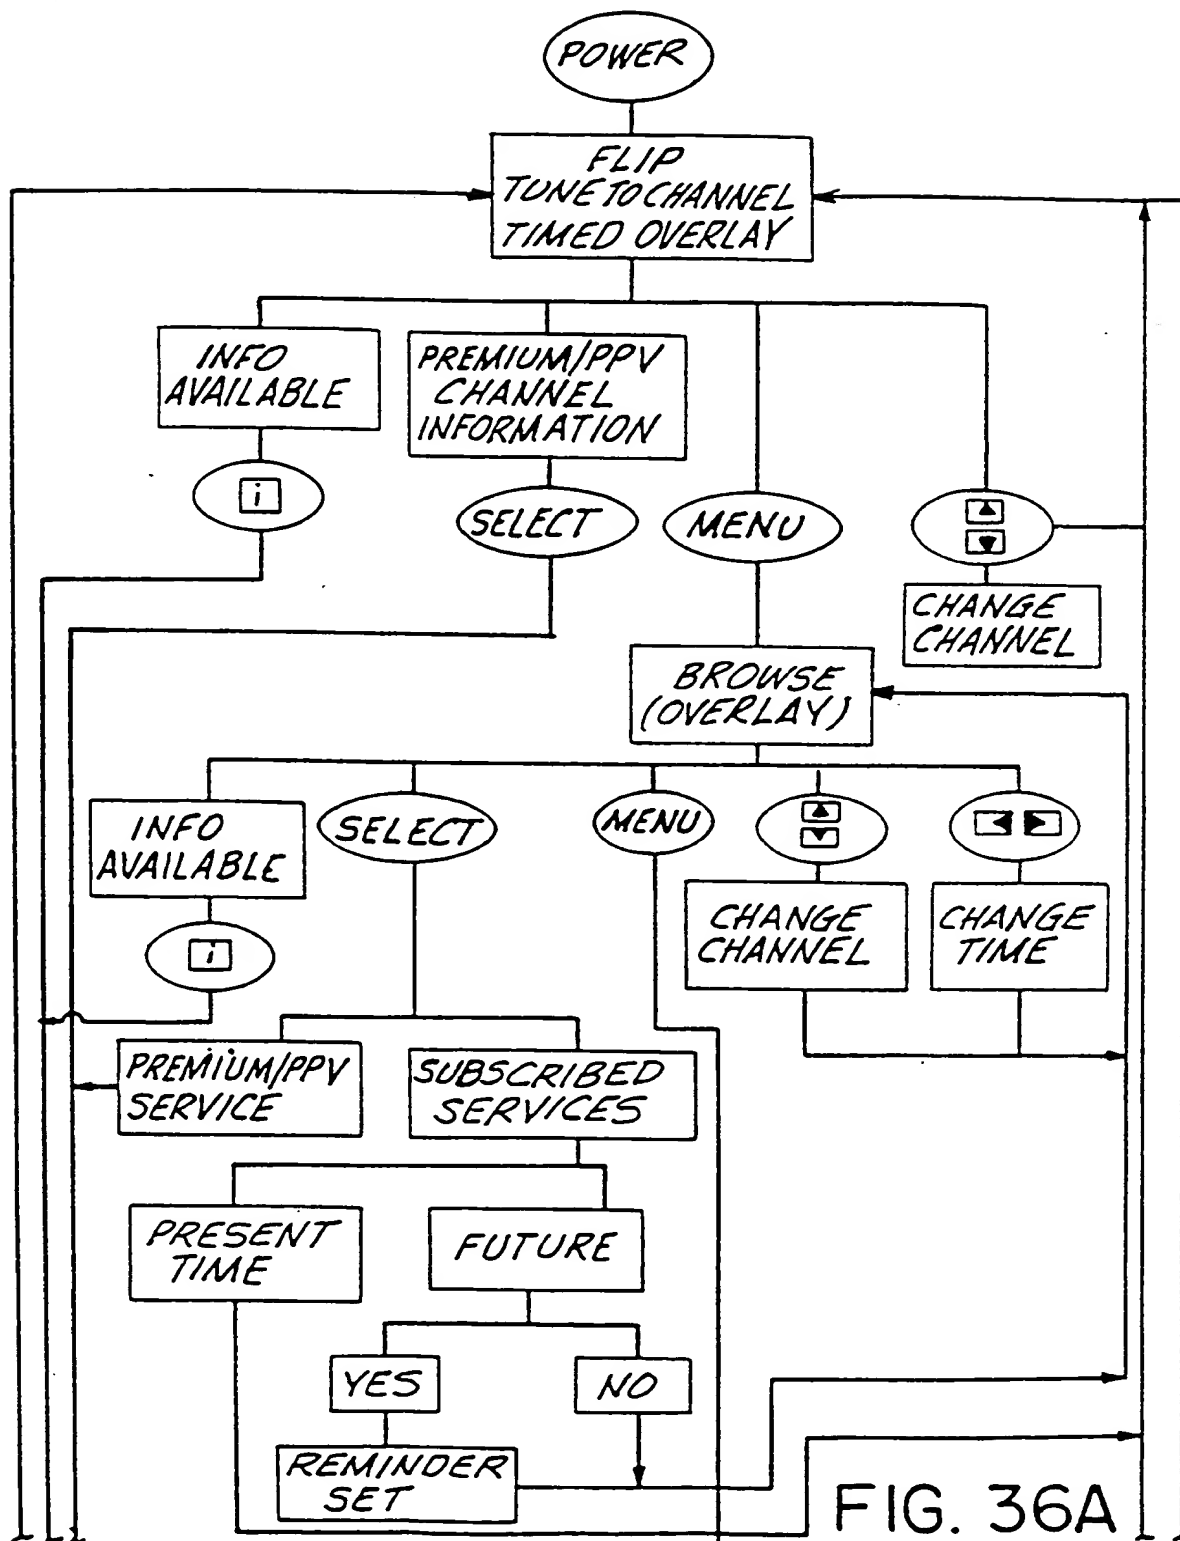 POWER
FLIP
TUNE TO CHANNEL
TIMED OVERLAY
INFO
AVAILABLE
PREMIUM/PPV
CHANNEL
INFORMATION
i
SELECT
MENU
CHANGE
CHANNEL
BROWSE
(OVERLAY)
INFO
AVAILABLE
SELECT
MENU
i
CHANGE
CHANNEL
CHANGE
TIME
PREMIUM/PPV
SERVICE
SUBSCRIBED
SERVICES
PRESENT
TIME
FUTURE
YES
NO
REMINDER
SET
FIG. 36A